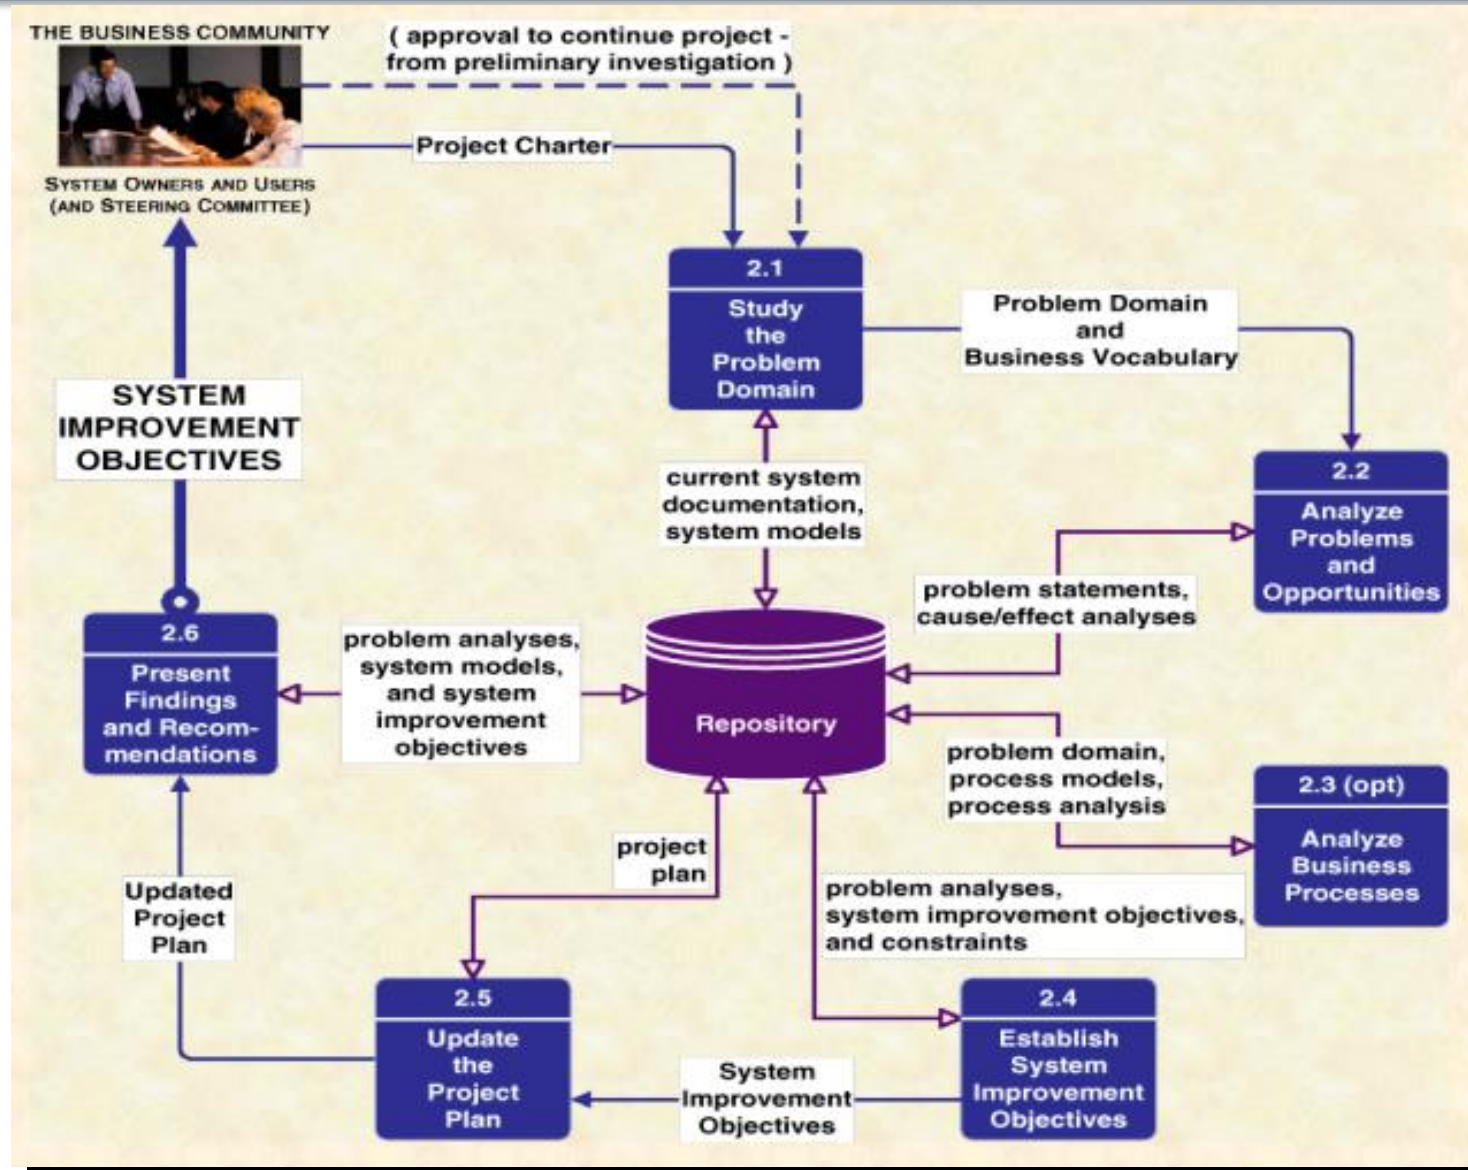 THE BUSINESS COMMUNITY
SYSTEM OWNERS AND USERS
(AND STEERING COMMITTEE)
( approval to continue project -
from preliminary investigation )
Project Charter
2.1
Study
the
Problem
Domain
Problem Domain
and
Business Vocabulary
2.2
Analyze
Problems
and
Opportunities
SYSTEM
IMPROVEMENT
OBJECTIVES
current system
documentation,
system models
problem statements,
cause/effect analyses
2.6
Present
Findings
and Recom-
mendations
problem analyses,
system models,
and system
improvement
objectives
Repository
problem domain,
process models,
process analysis
2.3 (opt)
Analyze
Business
Processes
project
plan
problem analyses,
system improvement objectives,
and constraints
Updated
Project
Plan
2.5
Update
the
Project
Plan
System
Improvement
Objectives
2.4
Establish
System
Improvement
Objectives